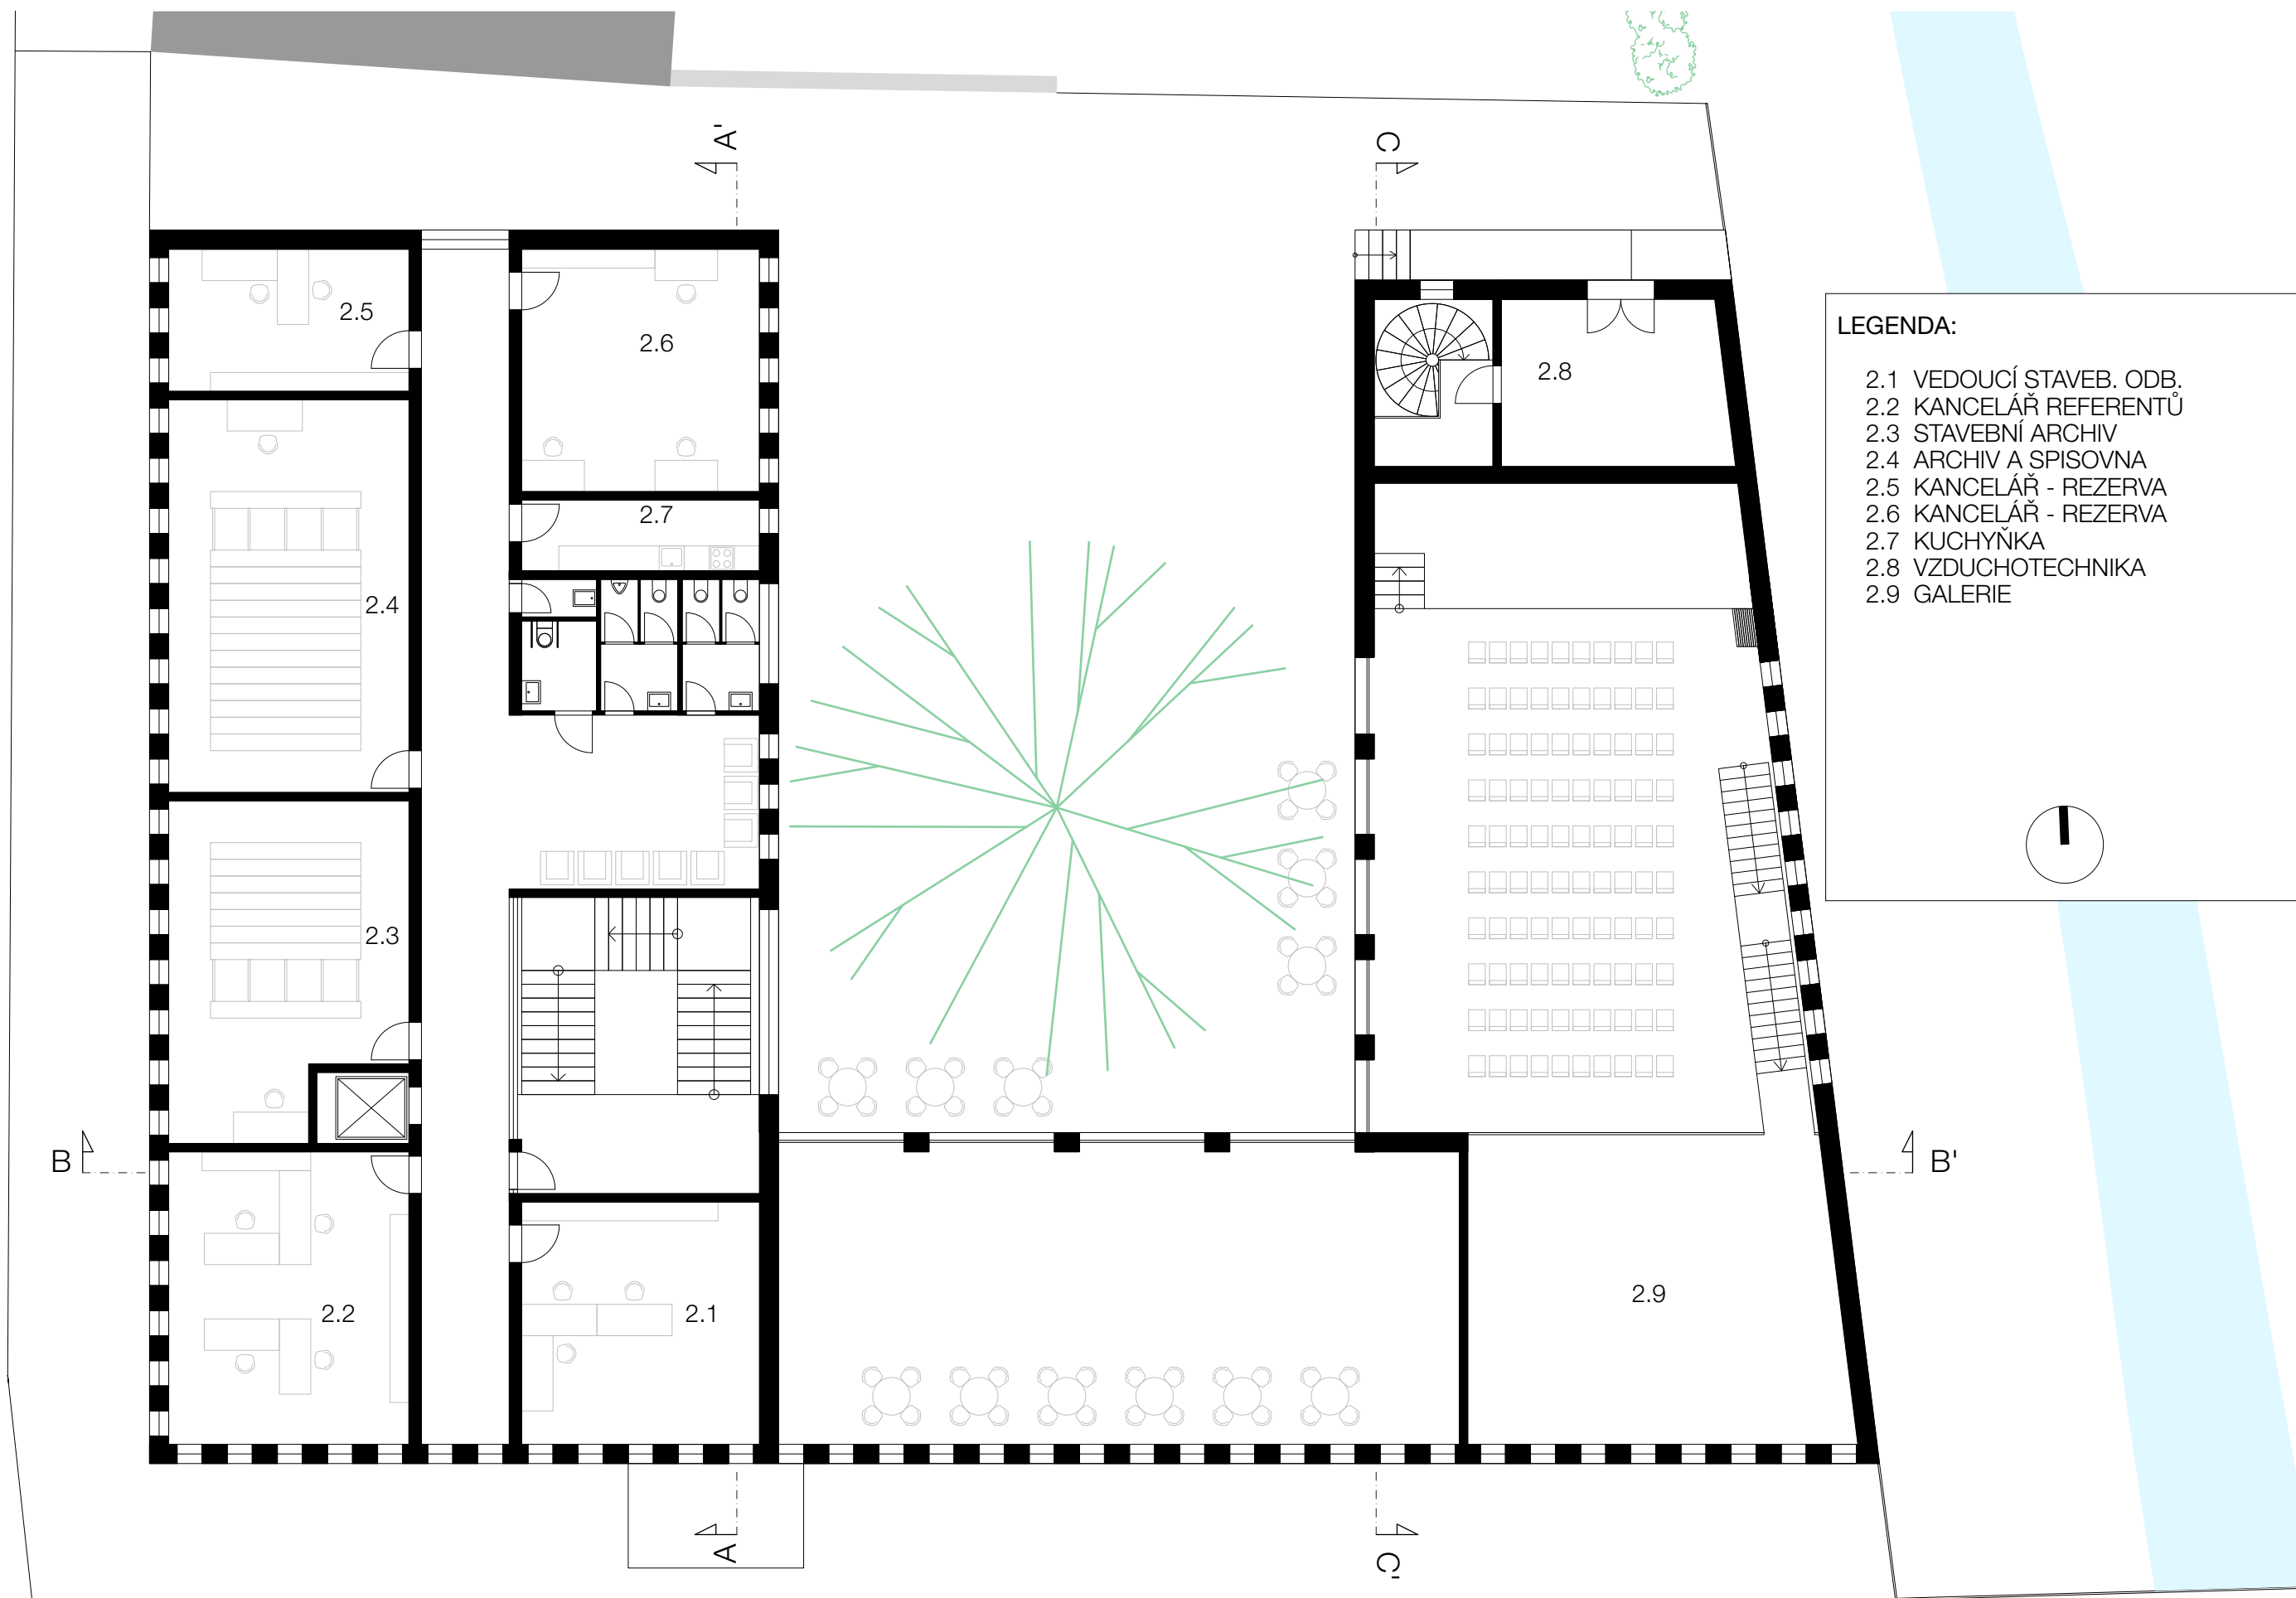 A'
C
2.5
2.6
2.8
LEGENDA:
2.1 VEDOUCÍ STAVEB. ODB.
2.2 KANCELÁŘ REFERENTŮ
2.3 STAVEBNÍ ARCHIV
2.4 ARCHIV A SPISOVNA
2.5 KANCELÁŘ - REZERVA
2.6 KANCELÁŘ - REZERVA
2.7 KUCHYŇKA
2.8 VZDUCHOTECHNIKA
2.9 GALERIE
2.7
2.4
2.3
B
B'
2.2
2.1
2.9
A
C'